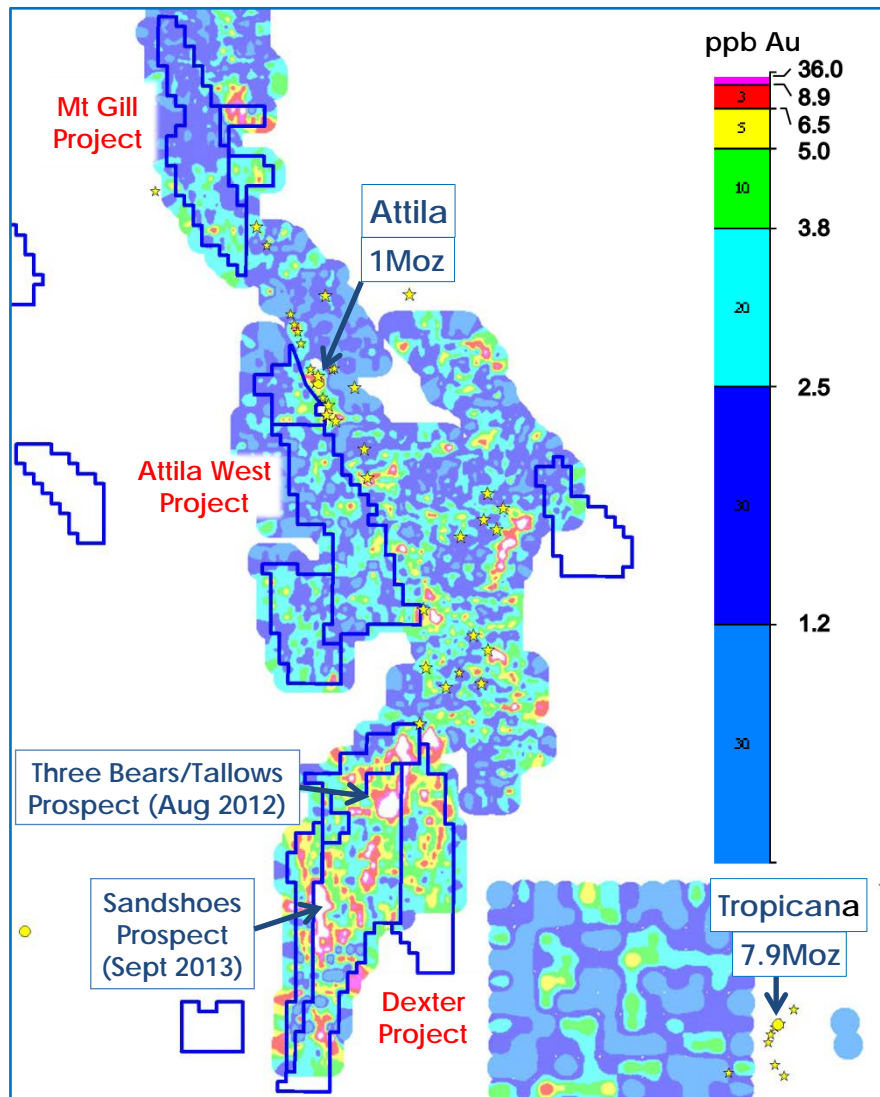 ppb Au
36.0
3
8.9
5
6.5
5.0
10
3.8
20
2.5
30
1.2
30
Mt Gill
Project
Attila
1Moz
Attila West
Project
Three Bears/Tallows
Prospect (Aug 2012)
Sandshoes
Prospect
(Sept 2013)
Dexter
Project
Tropicana
7.9Moz